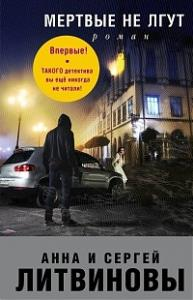 МЕРТВЫЕ НЕ ЛГУТ
роман
Впервые!
ТАКОГО детектива
вы ещё никогда
не читали!
АННА И СЕРГЕЙ
ЛИТВИНОВЫ